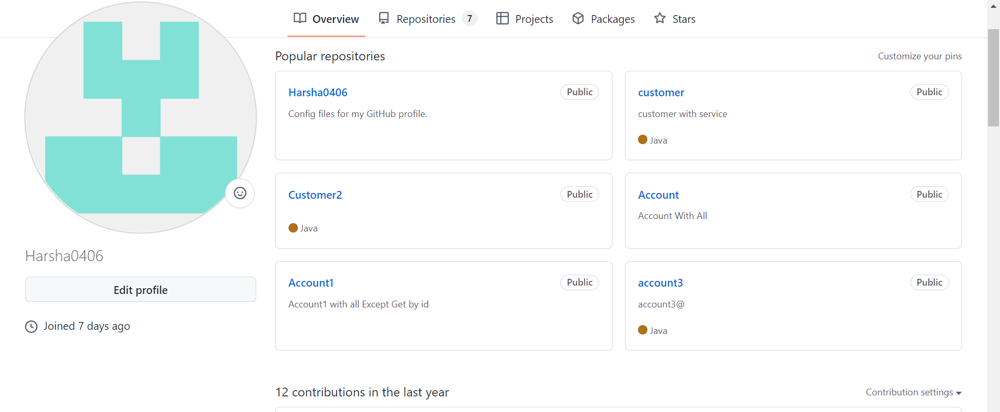 Overview Repositories 7 Projects Packages Stars
Popular repositories Customize your pins
Harsha0406 Public
Config files for my GitHub profile.
customer Public
customer with service
Java
Customer2 Public
Java
Account Public
Account With All
Account1 Public
Account1 with all Except Get by id
account3 Public
account3@
Java
Harsha0406
Edit profile
Joined 7 days ago
12 contributions in the last year Contribution settings